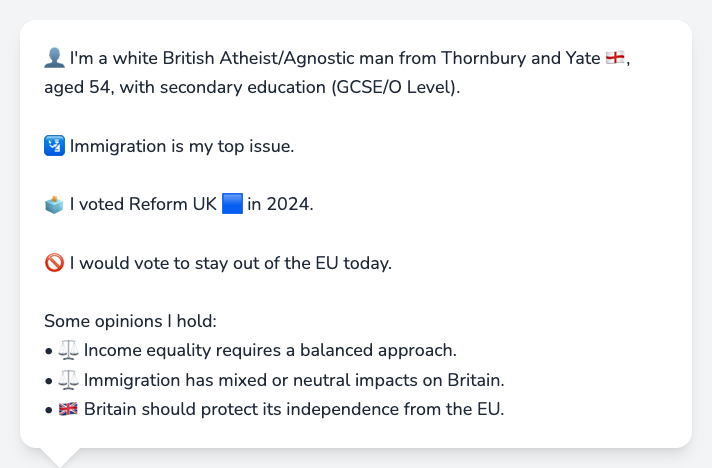 👤 I'm a white British Atheist/Agnostic man from Thornbury and Yate 🏴󠁧󠁢󠁥󠁮󠁧󠁿,
aged 54, with secondary education (GCSE/O Level).
🛂 Immigration is my top issue.
🗳️ I voted Reform UK 🟦 in 2024.
🚫 I would vote to stay out of the EU today.
Some opinions I hold:
• ⚖️ Income equality requires a balanced approach.
• ⚖️ Immigration has mixed or neutral impacts on Britain.
• 🇬🇧 Britain should protect its independence from the EU.